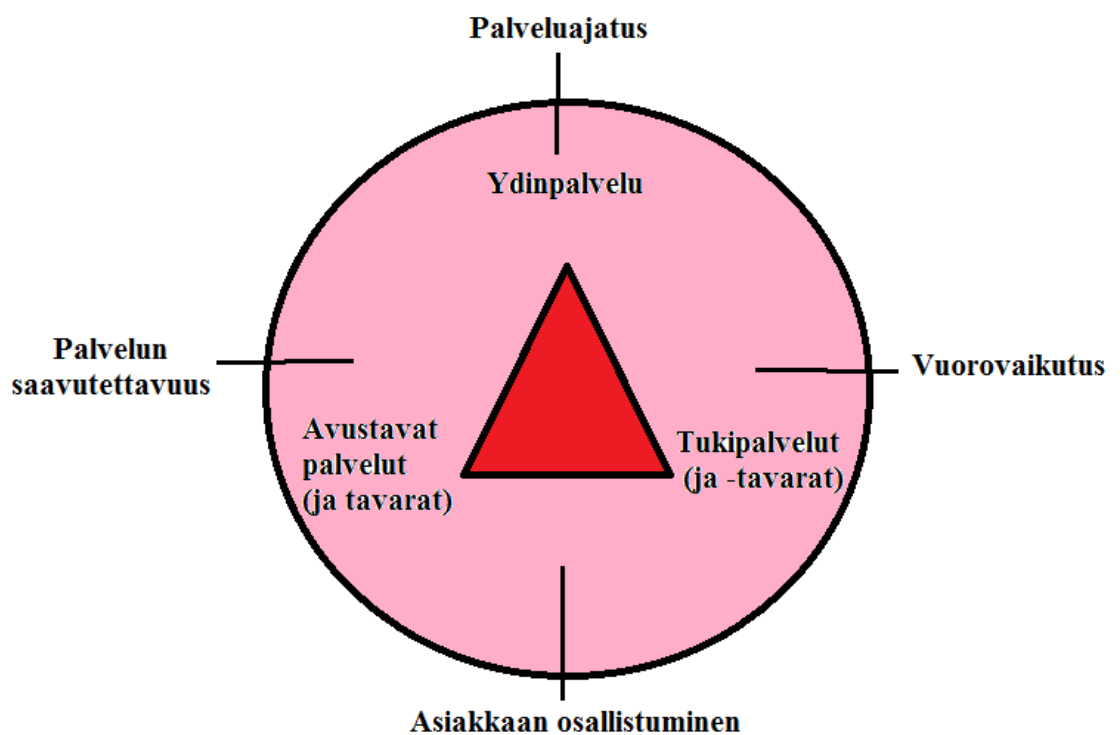 Palveluajatus
Ydinpalvelu
Palvelun
saavutettavuus
Vuorovaikutus
Avustavat
palvelut
(ja tavarat)
Tukipalvelut
(ja -tavarat)
Asiakkaan osallistuminen